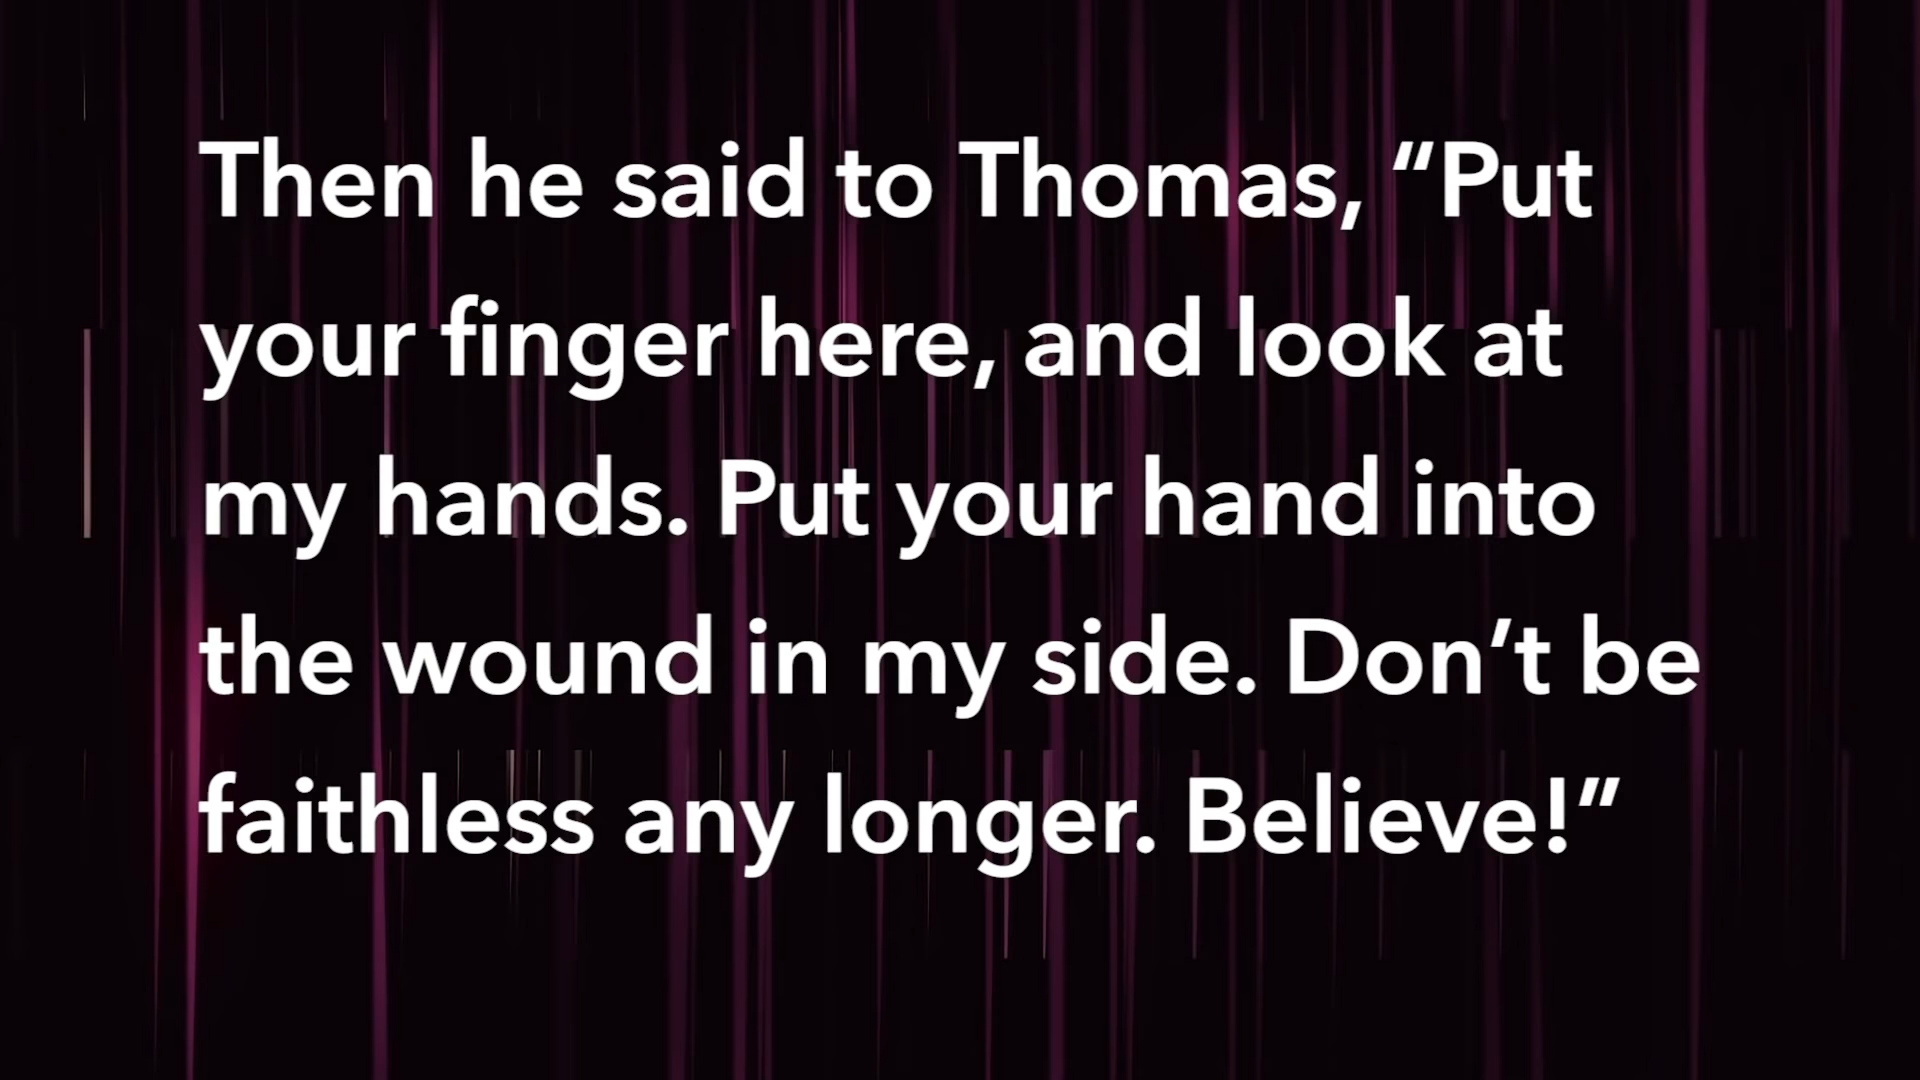 Then he said to Thomas, “Put
your finger here, and look at
my hands. Put your hand into
the wound in my side. Don’t be
faithless any longer. Believe!”